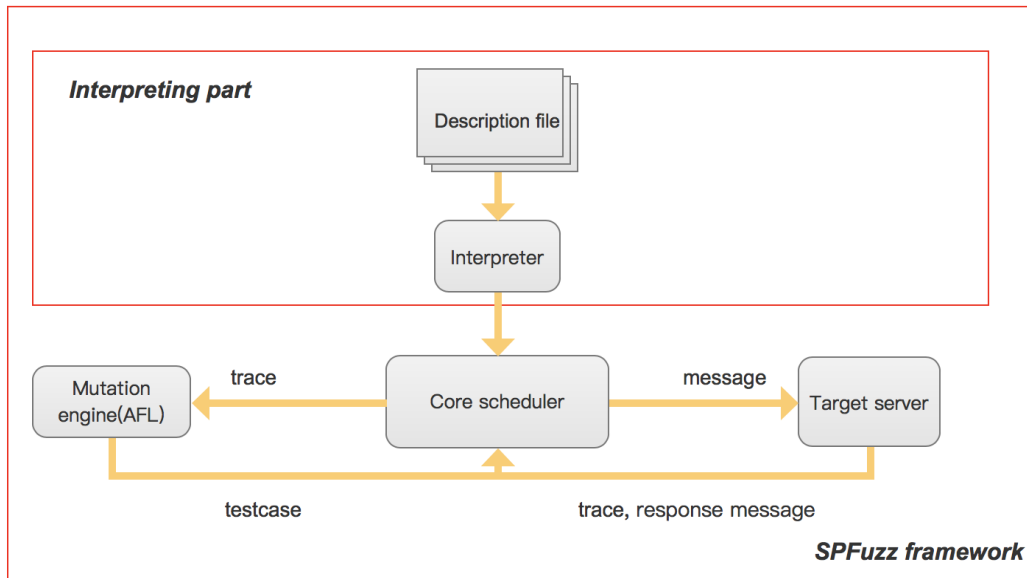 Interpreting part
Description file
Interpreter
trace
message
Mutation
engine(AFL)
Core scheduler
Target server
testcase
trace, response message
SPFuzz framework